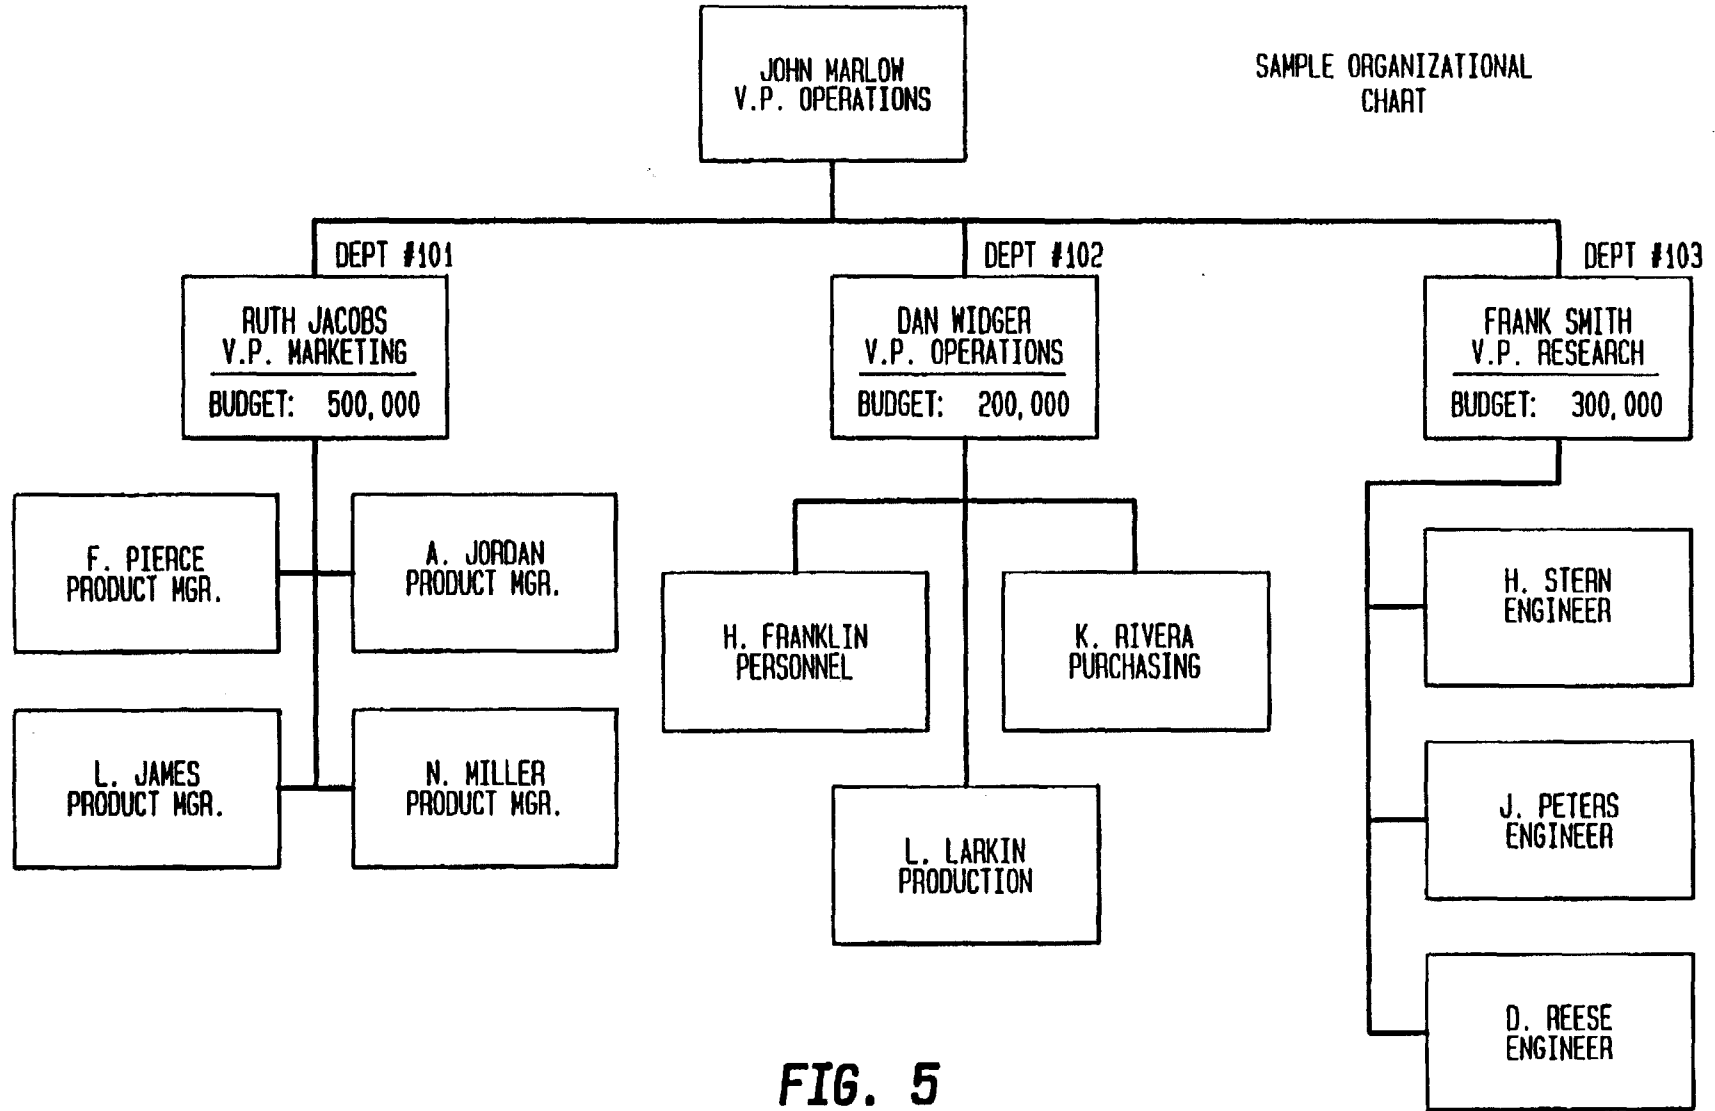 JOHN MARLOW
V.P. OPERATIONS
SAMPLE ORGANIZATIONAL
CHART
DEPT #101
RUTH JACOBS
V.P. MARKETING
BUDGET: 500,000
DEPT #102
DAN WIDGER
V.P. OPERATIONS
BUDGET: 200,000
DEPT #103
FRANK SMITH
V.P. RESEARCH
BUDGET: 300,000
F. PIERCE
PRODUCT MGR.
A. JORDAN
PRODUCT MGR.
L. JAMES
PRODUCT MGR.
N. MILLER
PRODUCT MGR.
H. FRANKLIN
PERSONNEL
K. RIVERA
PURCHASING
L. LARKIN
PRODUCTION
H. STERN
ENGINEER
J. PETERS
ENGINEER
D. REESE
ENGINEER
FIG. 5